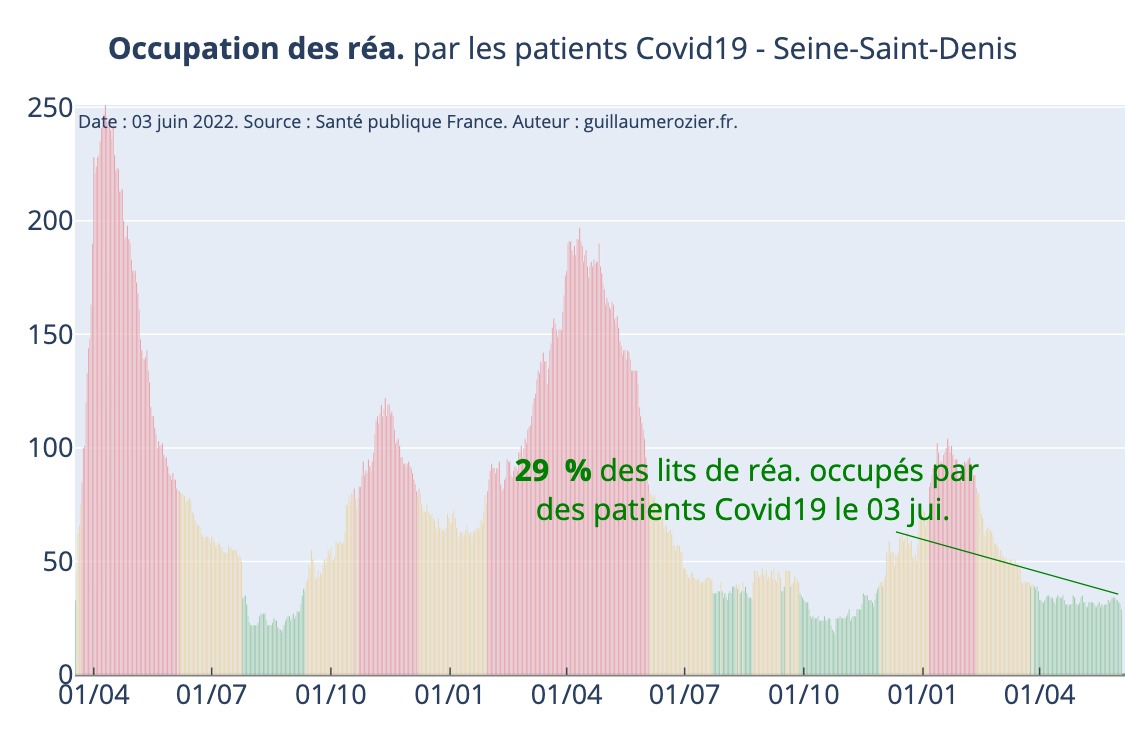 Occupation des réa. par les patients Covid19 - Seine-Saint-Denis
250
Date : 03 juin 2022. Source : Santé publique France. Auteur : guillaumerozier.fr.
200
150
100
29 % des lits de réa. occupés par
des patients Covid19 le 03 jui.
50
0
01/04 01/07 01/10 01/01 01/04 01/07 01/10 01/01 01/04